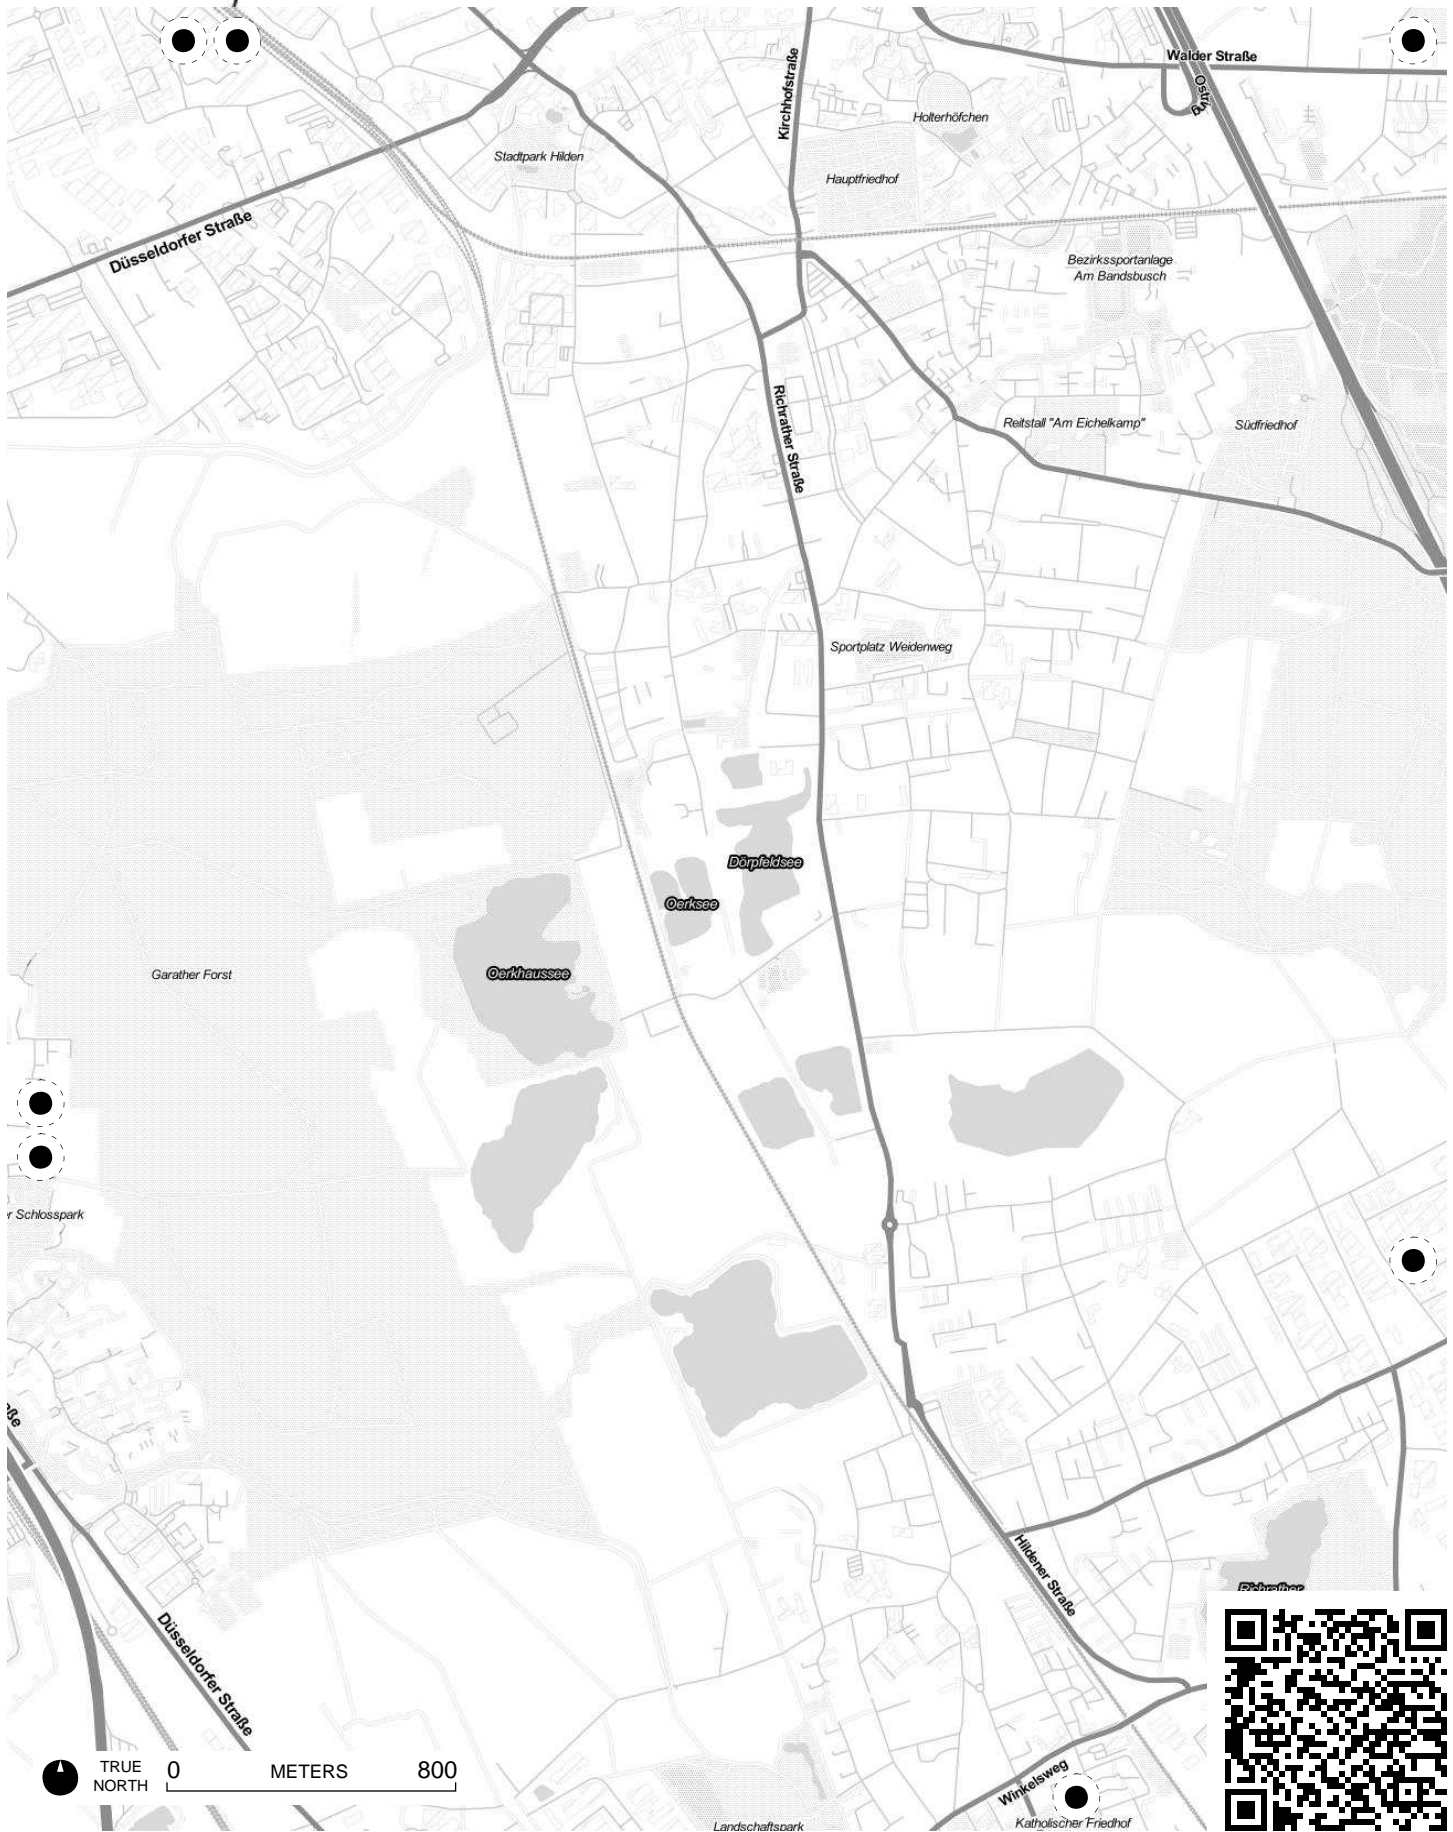 Walder Straße
Ostring
Kirchhofstraße
Holterhöfchen
Stadtpark Hilden
Hauptfriedhof
Düsseldorfer Straße
Bezirkssportanlage
Am Bandsbusch
Richrather Straße
Reitstall "Am Eichelkamp"
Südfriedhof
Sportplatz Weidenweg
Dörpfeldsee
Oerksee
Oerkhaussee
Garather Forst
r Schlosspark
aße
Hildener Straße
Richrather
Düsseldorfer Straße
TRUE
NORTH
0 METERS 800
Winkelsweg
Katholischer Friedhof
Landschaftspark